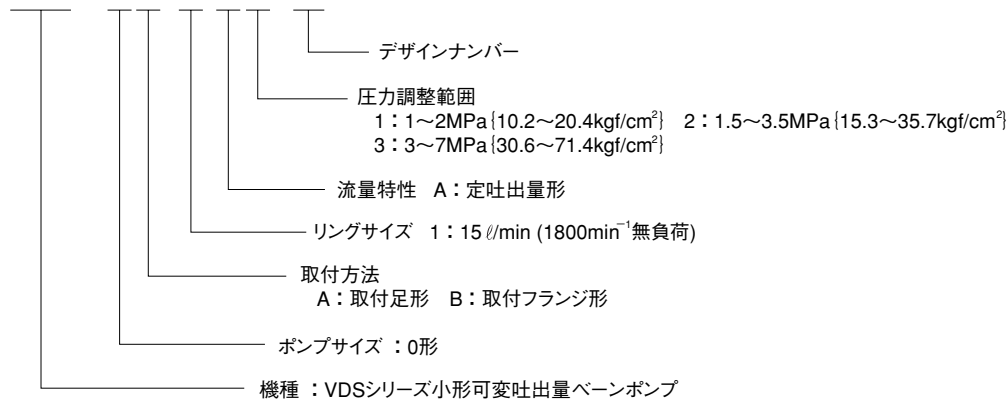 デザインナンバー
圧力調整範囲
1：1～2MPa{10.2～20.4kgf/cm²} 2：1.5～3.5MPa{15.3～35.7kgf/cm²}
3：3～7MPa{30.6～71.4kgf/cm²}
流量特性 A：定吐出量形
リングサイズ 1：15ℓ/min (1800min⁻¹無負荷)
取付方法
A：取付足形 B：取付フランジ形
ポンプサイズ ：0形
機種 ：VDSシリーズ小形可変吐出量ベーンポンプ